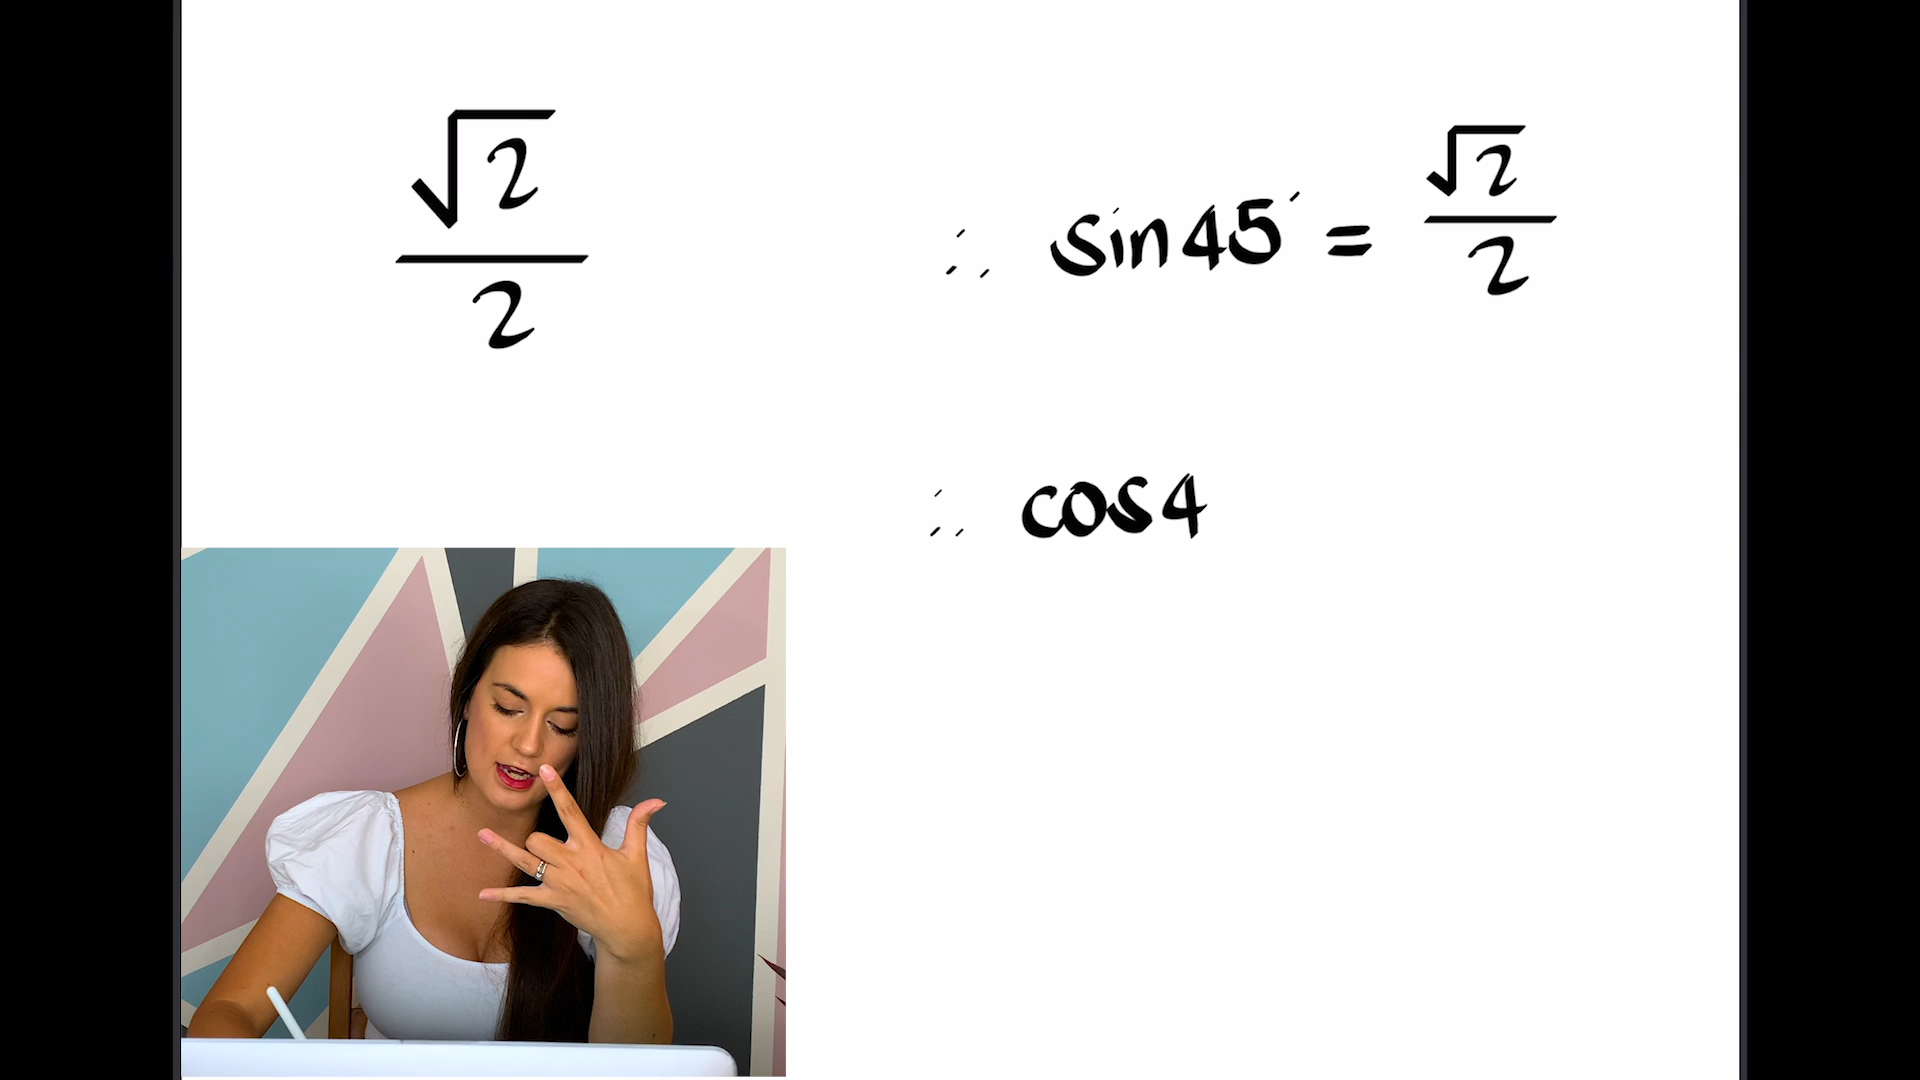 √2/2
∴ sin45° = √2/2
∴ cos4